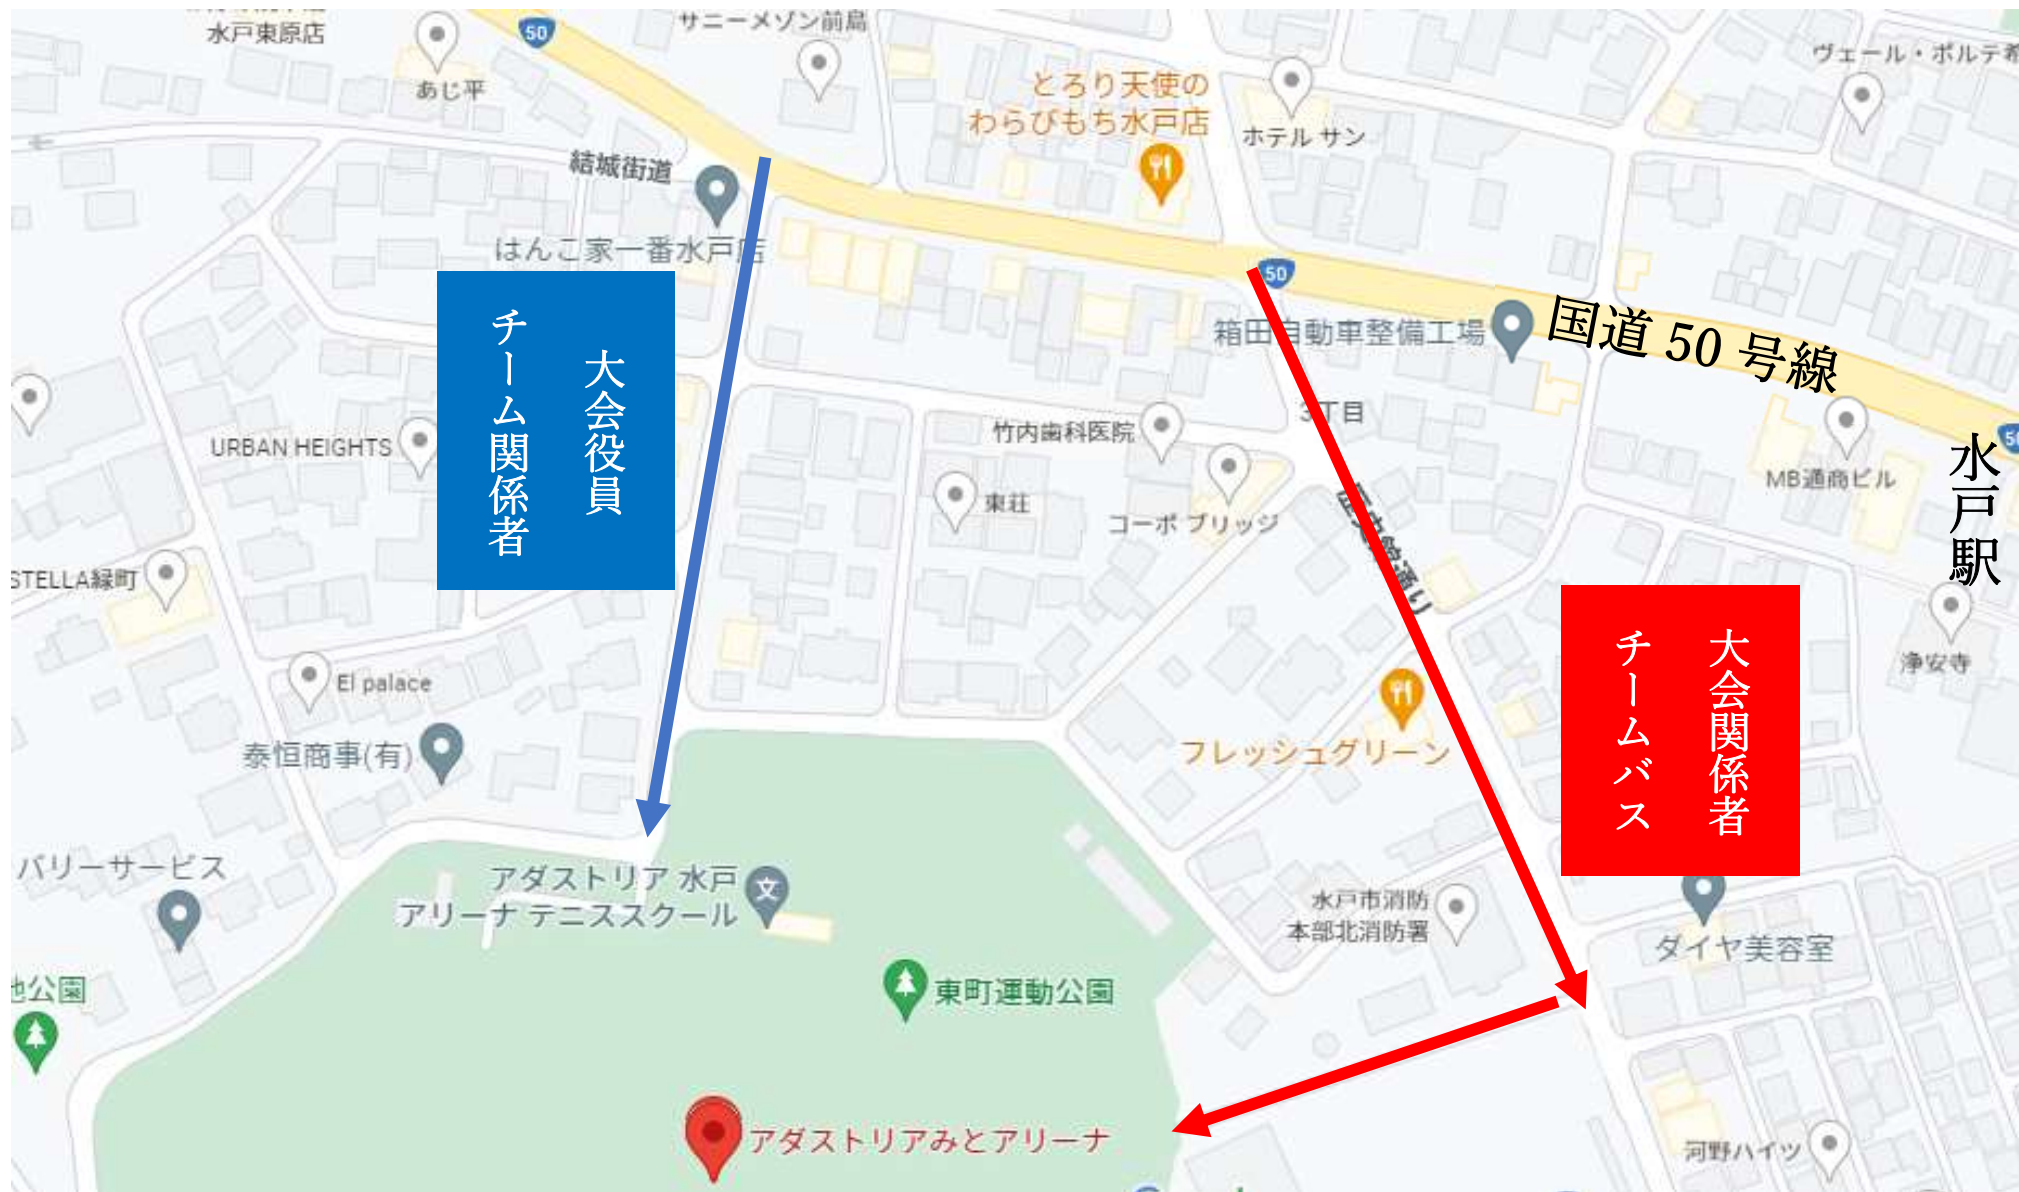 水戸東原店
あじ平
50
サニーメゾン前島
とろり天使の
わらびもち水戸店
ホテル サン
ヴェール・ポルテ希
結城街道
はんこ家一番水戸店
50
箱田自動車整備工場
国道 50 号線
3丁目
大会役員
チーム関係者
URBAN HEIGHTS
竹内歯科医院
東荘
コーポ ブリッジ
MB通商ビル
水戸駅
歴史館通り
STELLA緑町
浄安寺
El palace
泰恒商事(有)
フレッシュグリーン
大会関係者
チームバス
バリーサービス
アダストリア 水戸
アリーナ テニススクール
文
水戸市消防
本部北消防署
ダイヤ美容室
東町運動公園
池公園
アダストリアみとアリーナ
河野ハイツ